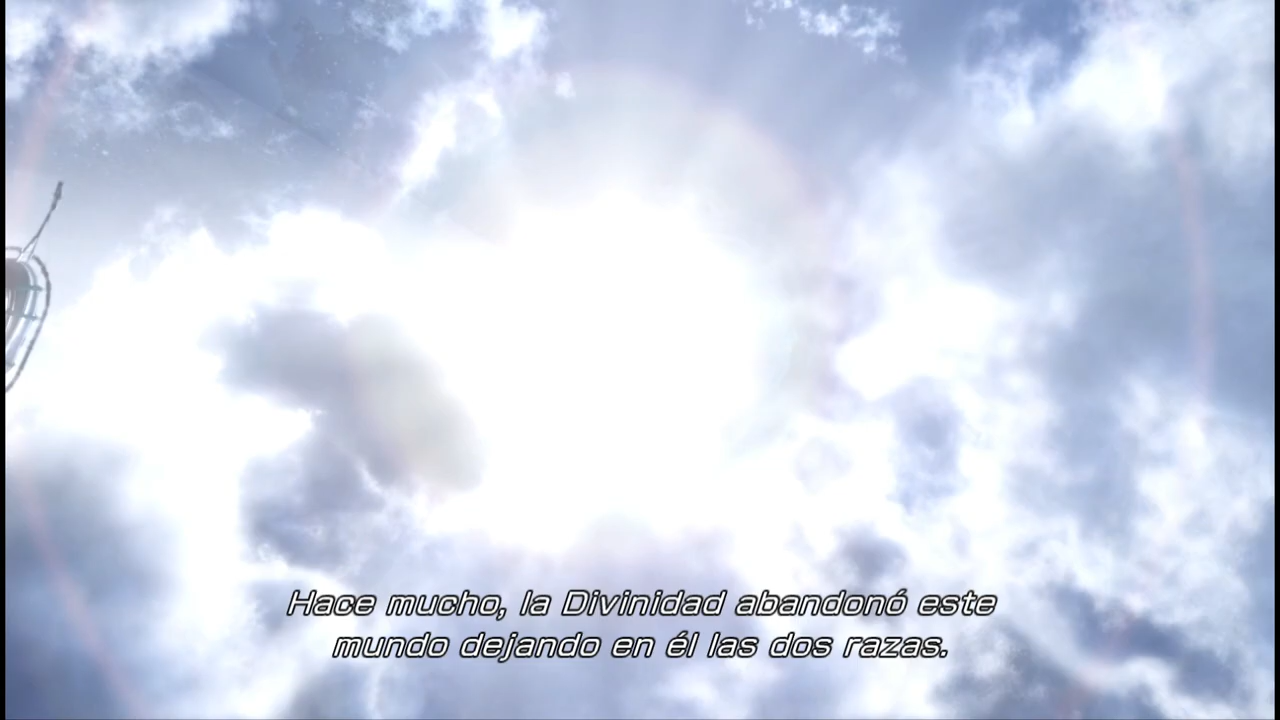 Hace mucho, la Divinidad abandonó este
mundo dejando en él las dos razas.